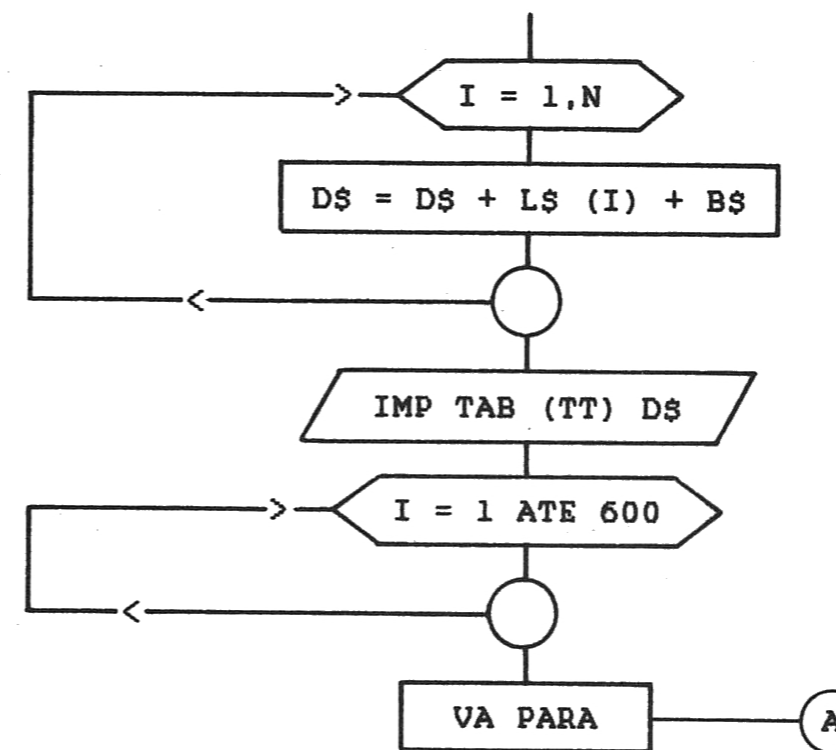 I = 1,N
D$ = D$ + L$ (I) + B$
IMP TAB (TT) D$
I = 1 ATE 600
VA PARA
A